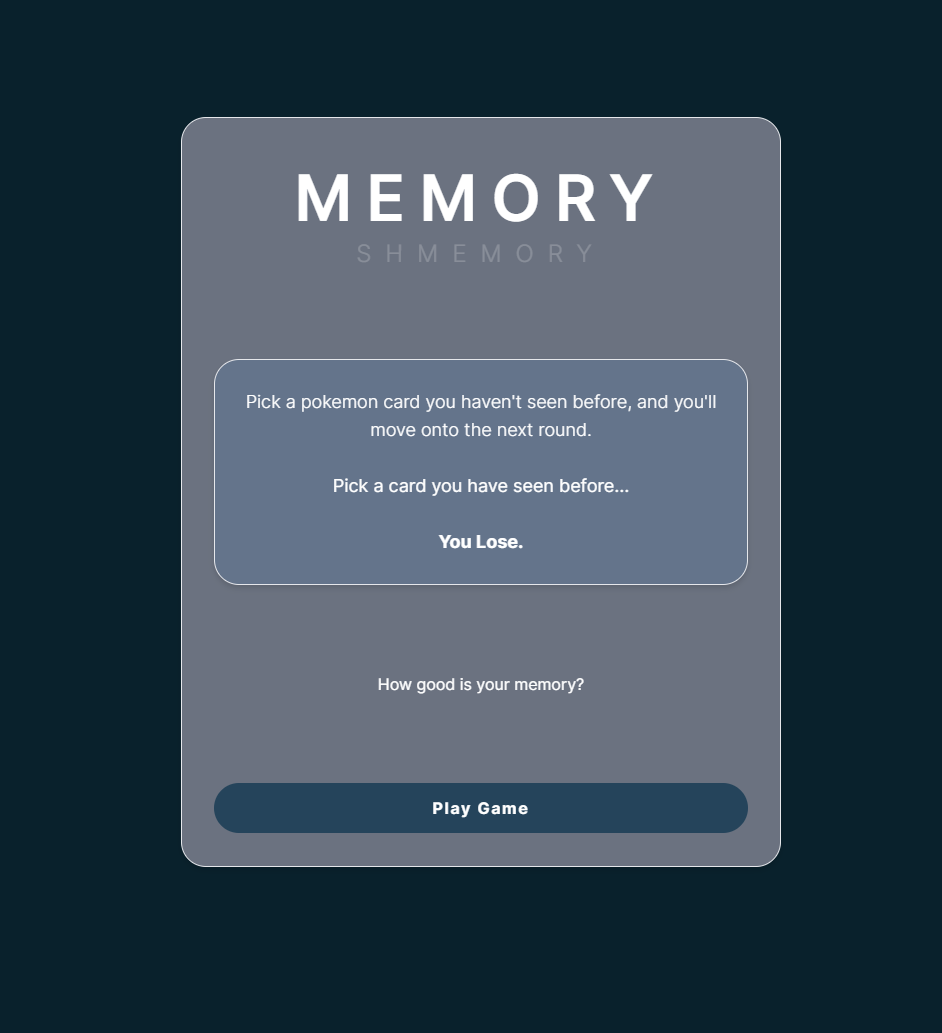 MEMORY
SHMEMORY
Pick a pokemon card you haven't seen before, and you'll
move onto the next round.
Pick a card you have seen before...
You Lose.
How good is your memory?
Play Game